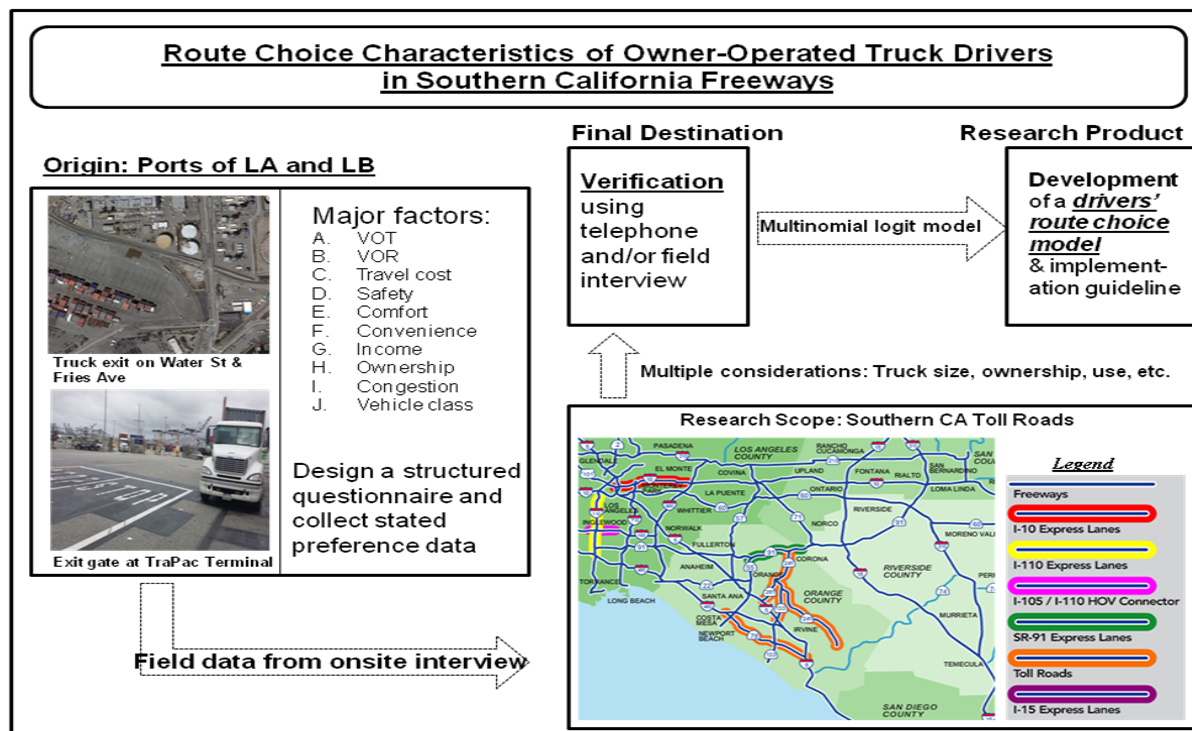 Route Choice Characteristics of Owner-Operated Truck Drivers
in Southern California Freeways
Origin: Ports of LA and LB
Truck exit on Water St &
Fries Ave
Exit gate at TraPac Terminal
Major factors:
A. VOT
B. VOR
C. Travel cost
D. Safety
E. Comfort
F. Convenience
G. Income
H. Ownership
I. Congestion
J. Vehicle class
Design a structured
questionnaire and
collect stated
preference data
Field data from onsite interview
Final Destination
Verification
using
telephone
and/or field
interview
Multinomial logit model
Research Product
Development
of a drivers’
route choice
model
& implement-
ation guideline
Multiple considerations: Truck size, ownership, use, etc.
Research Scope: Southern CA Toll Roads
PASADENA
GLENDALE
LOS ANGELES
COUNTY
RANCHO
CUCAMONGA
SAN
BERNARDINO
EL MONTE
MONTEREY
PARK
COVINA
UPLAND
FONTANA
RIALTO
LOMA LINDA
LOS
ANGELES
LA PUENTE
ONTARIO
WHITTIER
INGLEWOOD
NORWALK
RIVERSIDE
NORCO
MORENO VAL
FULLERTON
CORONA
ANAHEIM
ORANGE
RIVERSIDE
COUNTY
TORRANCE
LONG BEACH
SANTA ANA
ORANGE
COUNTY
COSTA
MESA
IRVINE
NEWPORT
BEACH
MURRIETA
TEMECULA
SAN DIEGO
COUNTY
Legend
Freeways
I-10 Express Lanes
I-110 Express Lanes
I-105 / I-110 HOV Connector
SR-91 Express Lanes
Toll Roads
I-15 Express Lanes